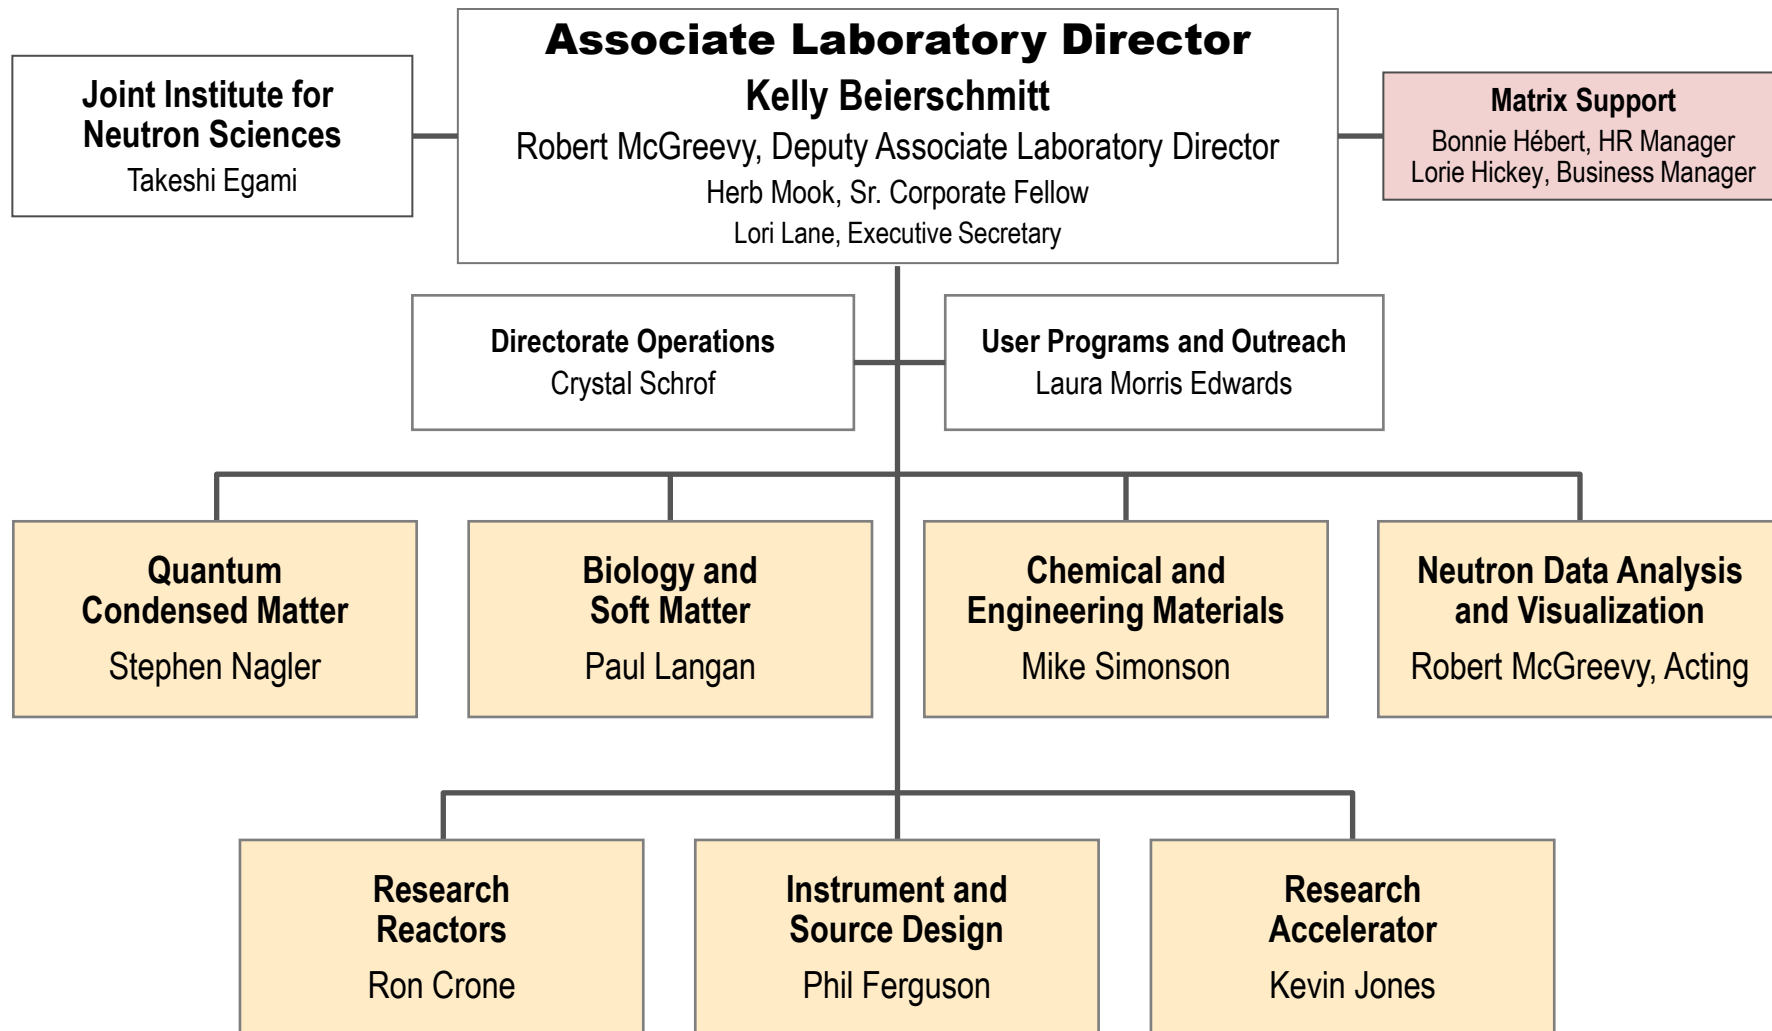 Associate Laboratory Director
Kelly Beierschmitt
Robert McGreevy, Deputy Associate Laboratory Director
Herb Mook, Sr. Corporate Fellow
Lori Lane, Executive Secretary
Joint Institute for
Neutron Sciences
Takeshi Egami
Matrix Support
Bonnie Hébert, HR Manager
Lorie Hickey, Business Manager
Directorate Operations
Crystal Schrof
User Programs and Outreach
Laura Morris Edwards
Quantum
Condensed Matter
Stephen Nagler
Biology and
Soft Matter
Paul Langan
Chemical and
Engineering Materials
Mike Simonson
Neutron Data Analysis
and Visualization
Robert McGreevy, Acting
Research
Reactors
Ron Crone
Instrument and
Source Design
Phil Ferguson
Research
Accelerator
Kevin Jones